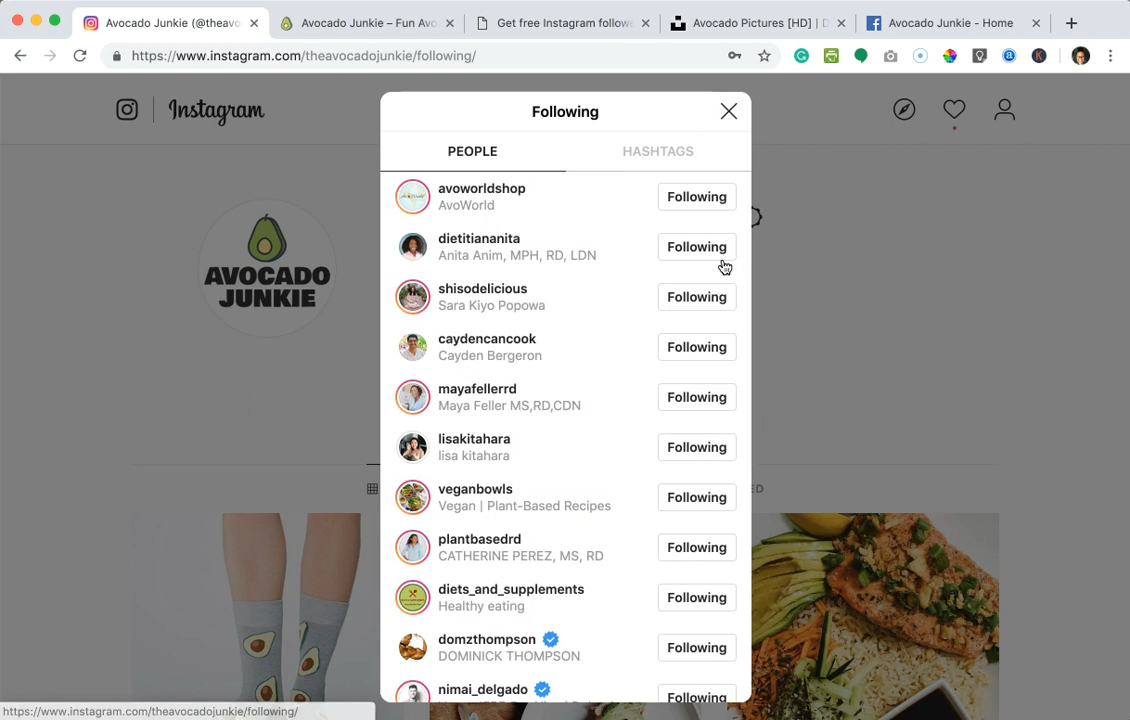 Avocado Junkie (@theavo
Avocado Junkie – Fun Avo
Get free Instagram followe
Avocado Pictures [HD] | D
Avocado Junkie - Home
https://www.instagram.com/theavocadojunkie/following/
Instagram
Following
PEOPLE
HASHTAGS
avoworldshop
AvoWorld
Following
dietitiananita
Anita Anim, MPH, RD, LDN
Following
shisodelicious
Sara Kiyo Popowa
Following
caydencancook
Cayden Bergeron
Following
mayafellerrd
Maya Feller MS,RD,CDN
Following
lisakitahara
lisa kitahara
Following
veganbowls
Vegan | Plant-Based Recipes
Following
plantbasedrd
CATHERINE PEREZ, MS, RD
Following
diets_and_supplements
Healthy eating
Following
domzthompson
DOMINICK THOMPSON
Following
nimai_delgado
Following
AVOCADO
JUNKIE
ED
https://www.instagram.com/theavocadojunkie/following/